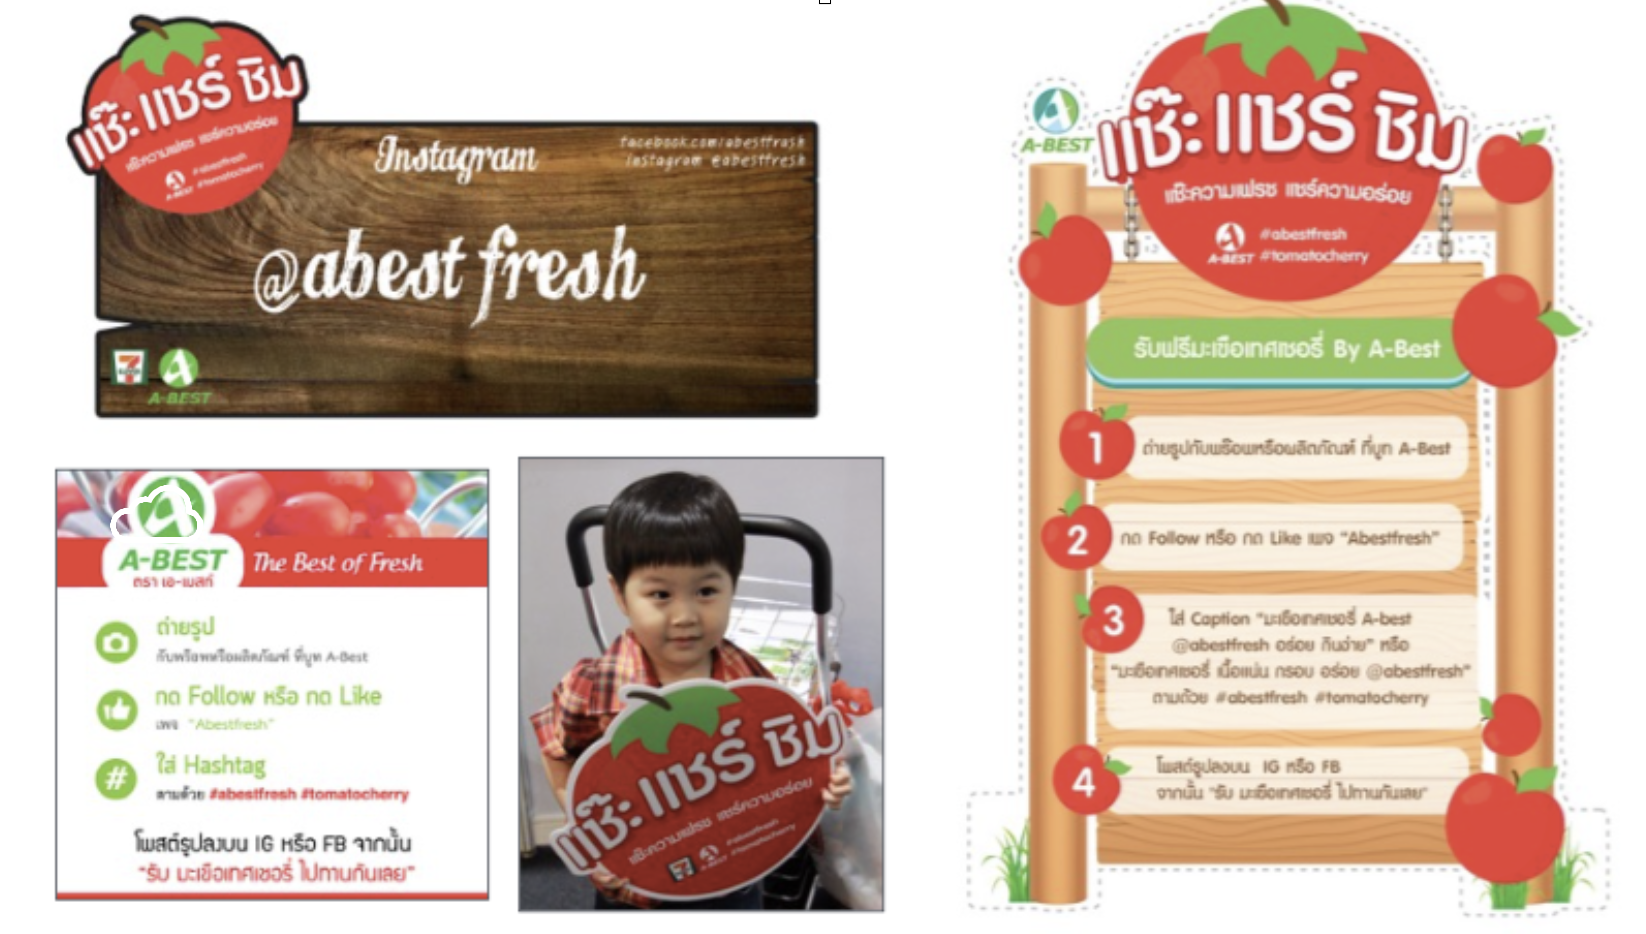 แช๊ะ แชร์ ชิม
แช๊ะความเฟรช แชร์ความอร่อย
A-BEST
#abestfresh
#tomatocherry
Instagram
facebook.com/abestfresh
instagram @abestfresh
@abest fresh
7
A-BEST
A-BEST
ตรา เอ-เบสท์
The Best of Fresh
ถ่ายรูป
กับพร๊อพหรือผลิตภัณฑ์ ที่บูท A-Best
กด Follow หรือ กด Like
เพจ "Abestfresh"
#
ใส่ Hashtag
ตามด้วย #abestfresh #tomatocherry
โพสต์รูปลงบน IG หรือ FB จากนั้น
"รับ มะเขือเทศเชอรี่ ไปทานกันเลย"
แช๊ะ แชร์ ชิม
แช๊ะความเฟรช แชร์ความอร่อย
#abestfresh
#tomatocherry
7
A-BEST
แช๊ะ แชร์ ชิม
แช๊ะความเฟรช แชร์ความอร่อย
A-BEST
#abestfresh
#tomatocherry
รับฟรีมะเขือเทศเชอรี่ By A-Best
1
ถ่ายรูปกับพร๊อพหรือผลิตภัณฑ์ ที่บูท A-Best
2
กด Follow หรือ กด Like เพจ "Abestfresh"
3
ใส่ Caption "มะเขือเทศเชอรี่ A-best
@abestfresh อร่อย กินง่าย" หรือ
"มะเขือเทศเชอรี่ เนื้อแน่น กรอบ อร่อย @abestfresh"
ตามด้วย #abestfresh #tomatocherry
4
โพสต์รูปลงบน IG หรือ FB
จากนั้น "รับ มะเขือเทศเชอรี่ ไปทานกันเลย"